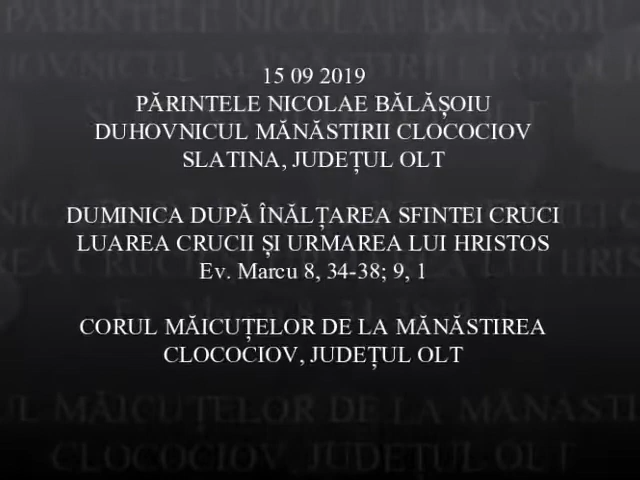 15 09 2019
PĂRINTELE NICOLAE BĂLĂȘOIU
DUHOVNICUL MĂNĂSTIRII CLOCOCIOV
SLATINA, JUDEȚUL OLT
DUMINICA DUPĂ ÎNĂLȚAREA SFINTEI CRUCI
LUAREA CRUCII ȘI URMAREA LUI HRISTOS
Ev. Marcu 8, 34-38; 9, 1
CORUL MĂICUȚELOR DE LA MĂNĂSTIREA
CLOCOCIOV, JUDEȚUL OLT